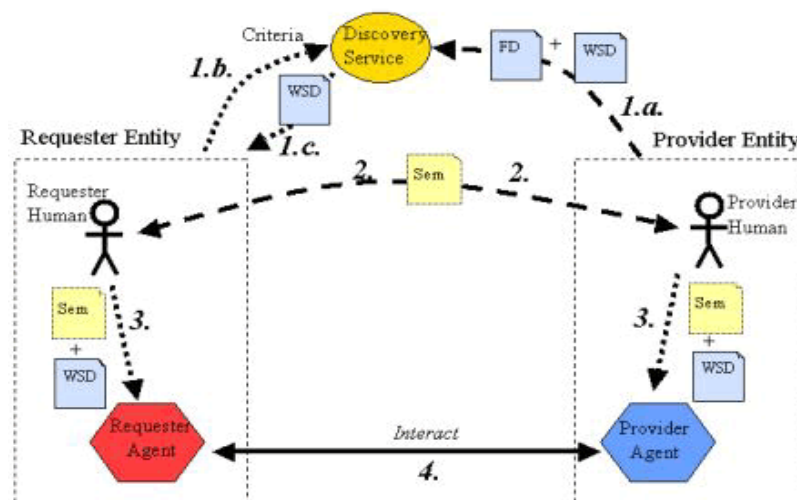 Criteria
Discovery
Service
FD
+
WSD
1.b.
WSD
1.a.
1.c.
Requester Entity
Provider Entity
2.
Sem
2.
Requester
Human
Provider
Human
Sem
3.
+
WSD
3.
Sem
+
WSD
Requester
Agent
Interact
4.
Provider
Agent